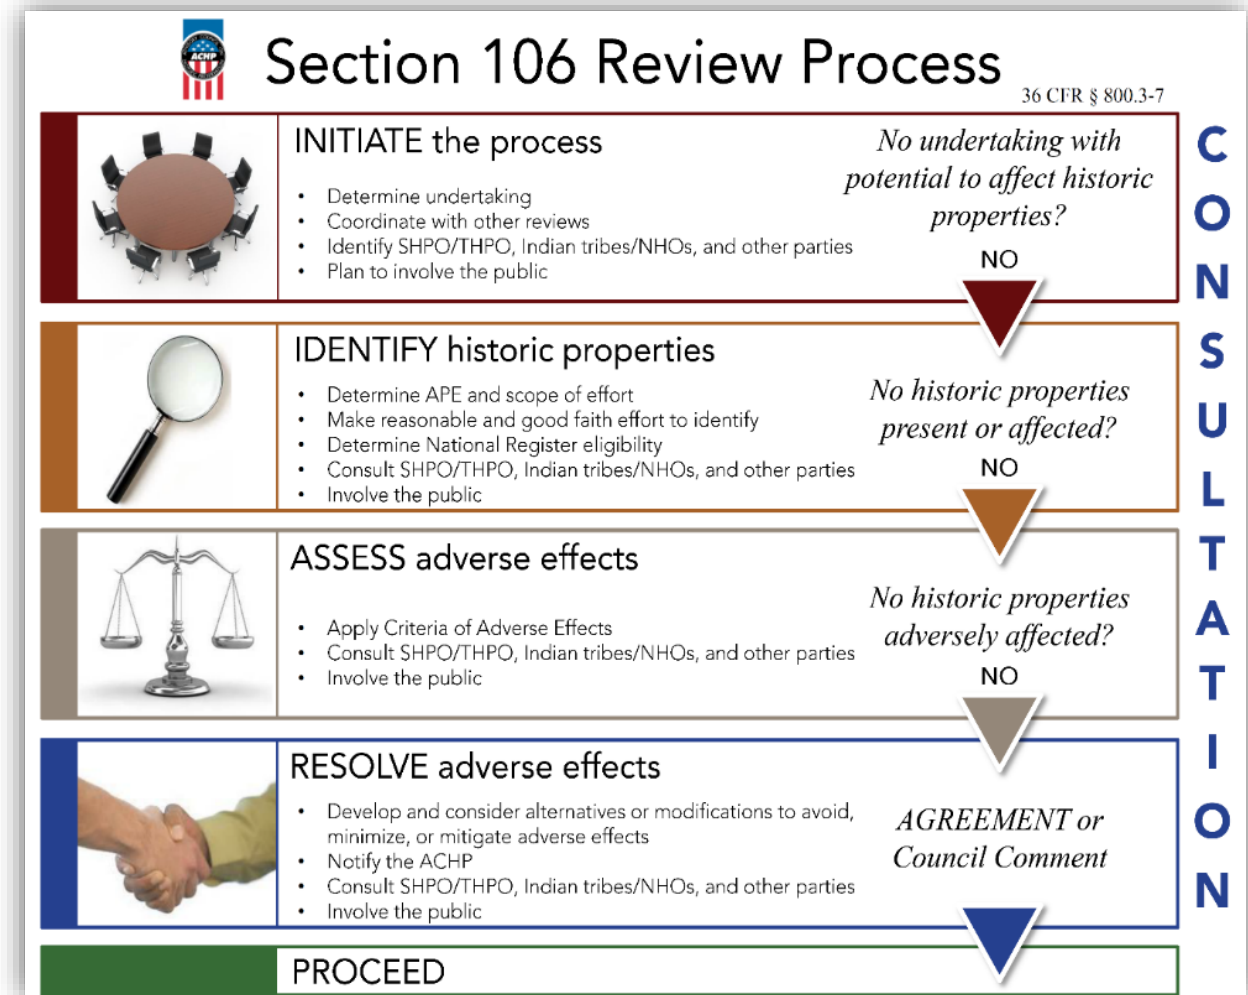 ACHP
Section 106 Review Process
36 CFR § 800.3-7
INITIATE the process
• Determine undertaking
• Coordinate with other reviews
• Identify SHPO/THPO, Indian tribes/NHOs, and other parties
• Plan to involve the public
No undertaking with
potential to affect historic
properties?
NO
IDENTIFY historic properties
• Determine APE and scope of effort
• Make reasonable and good faith effort to identify
• Determine National Register eligibility
• Consult SHPO/THPO, Indian tribes/NHOs, and other parties
• Involve the public
No historic properties
present or affected?
NO
ASSESS adverse effects
• Apply Criteria of Adverse Effects
• Consult SHPO/THPO, Indian tribes/NHOs, and other parties
• Involve the public
No historic properties
adversely affected?
NO
RESOLVE adverse effects
• Develop and consider alternatives or modifications to avoid,
minimize, or mitigate adverse effects
• Notify the ACHP
• Consult SHPO/THPO, Indian tribes/NHOs, and other parties
• Involve the public
AGREEMENT or
Council Comment
PROCEED
CONSULTATION